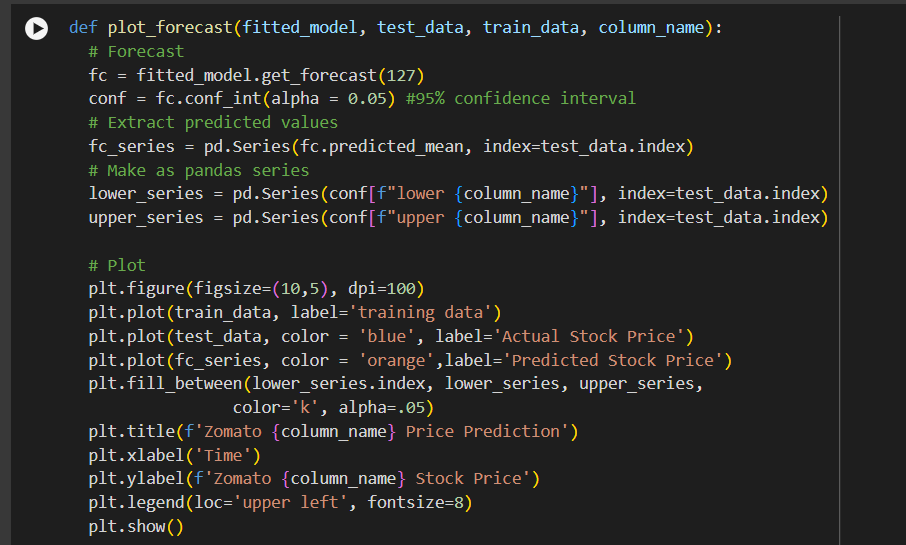 def plot_forecast(fitted_model, test_data, train_data, column_name):
  # Forecast
  fc = fitted_model.get_forecast(127)
  conf = fc.conf_int(alpha = 0.05) #95% confidence interval
  # Extract predicted values
  fc_series = pd.Series(fc.predicted_mean, index=test_data.index)
  # Make as pandas series
  lower_series = pd.Series(conf[f"lower {column_name}"], index=test_data.index)
  upper_series = pd.Series(conf[f"upper {column_name}"], index=test_data.index)

  # Plot
  plt.figure(figsize=(10,5), dpi=100)
  plt.plot(train_data, label='training data')
  plt.plot(test_data, color = 'blue', label='Actual Stock Price')
  plt.plot(fc_series, color = 'orange',label='Predicted Stock Price')
  plt.fill_between(lower_series.index, lower_series, upper_series,
                 color='k', alpha=.05)
  plt.title(f'Zomato {column_name} Price Prediction')
  plt.xlabel('Time')
  plt.ylabel(f'Zomato {column_name} Stock Price')
  plt.legend(loc='upper left', fontsize=8)
  plt.show()